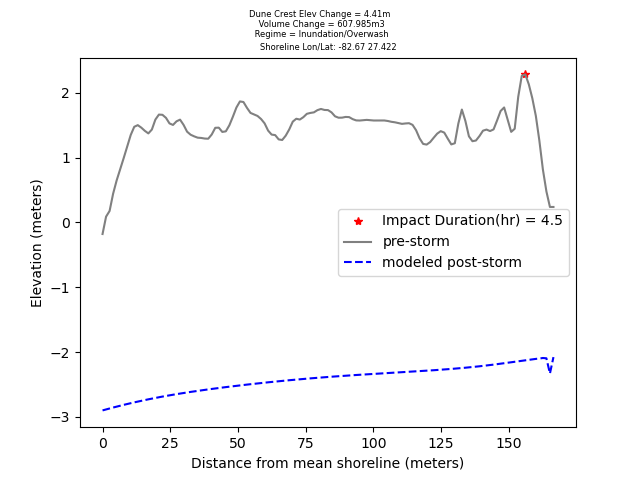 Dune Crest Elev Change = 4.41m
Volume Change = 607.985m3
Regime = Inundation/Overwash
Shoreline Lon/Lat: -82.67 27.422
2
1
0
−1
−2
−3
Elevation (meters)
Impact Duration(hr) = 4.5
pre-storm
modeled post-storm
0 25 50 75 100 125 150
Distance from mean shoreline (meters)